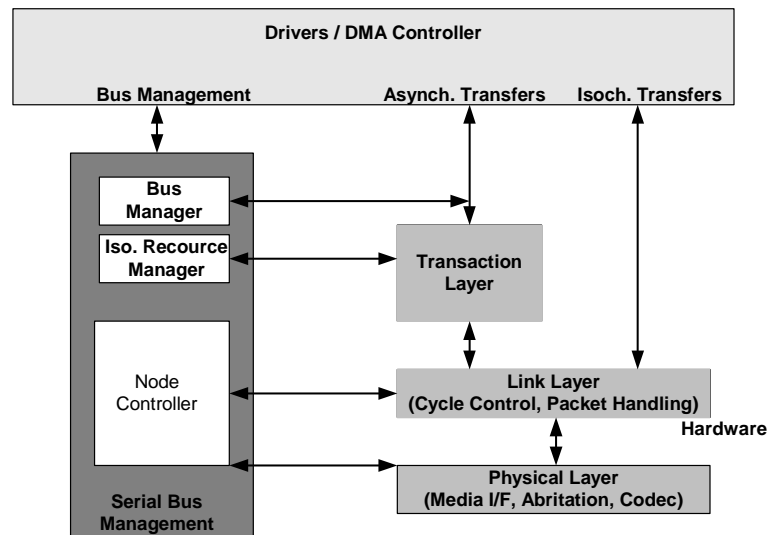 Drivers / DMA Controller
Bus Management
Asynch. Transfers
Isoch. Transfers
Bus
Manager
Iso. Recource
Manager
Transaction
Layer
Node
Controller
Link Layer
(Cycle Control, Packet Handling)
Hardware
Physical Layer
(Media I/F, Abritation, Codec)
Serial Bus
Management